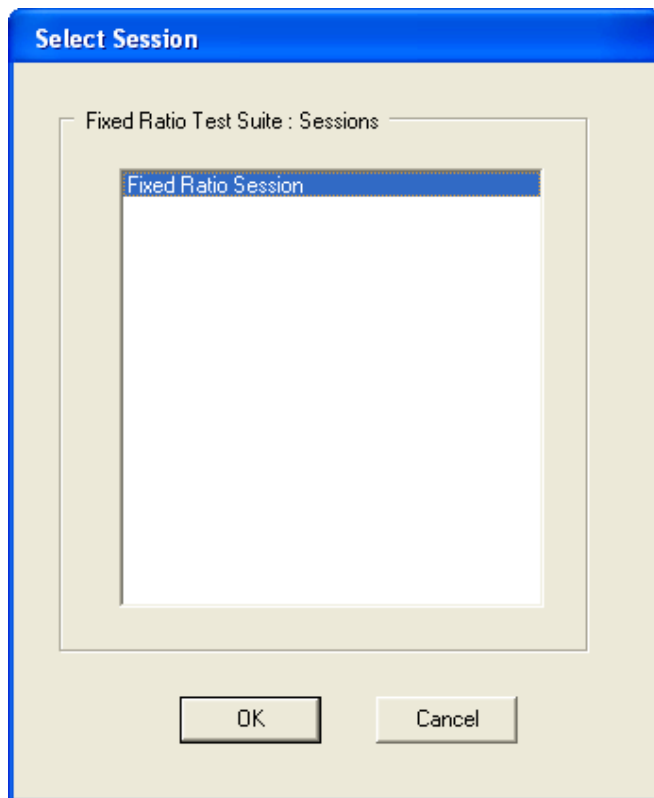 Select Session
Fixed Ratio Test Suite : Sessions
Fixed Ratio Session
OK
Cancel